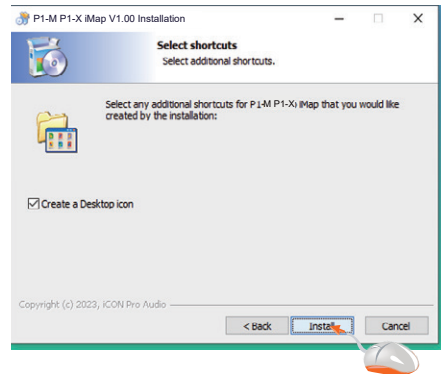 P1-M P1-X iMap V1.00 Installation
Select shortcuts
Select additional shortcuts.
Select any additional shortcuts for P1-M P1-X iMap that you would like
created by the installation:
Create a Desktop icon
Copyright (c) 2023, iCON Pro Audio
< Back Install Cancel